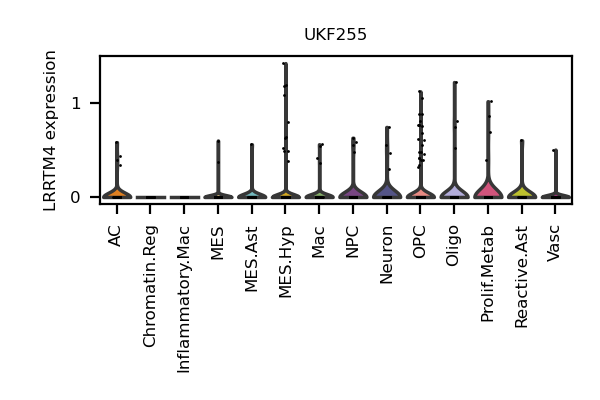 UKF255
LRRTM4 expression
1
0
AC
Chromatin.Reg
Inflammatory.Mac
MES
MES.Ast
MES.Hyp
Mac
NPC
Neuron
OPC
Oligo
Prolif.Metab
Reactive.Ast
Vasc